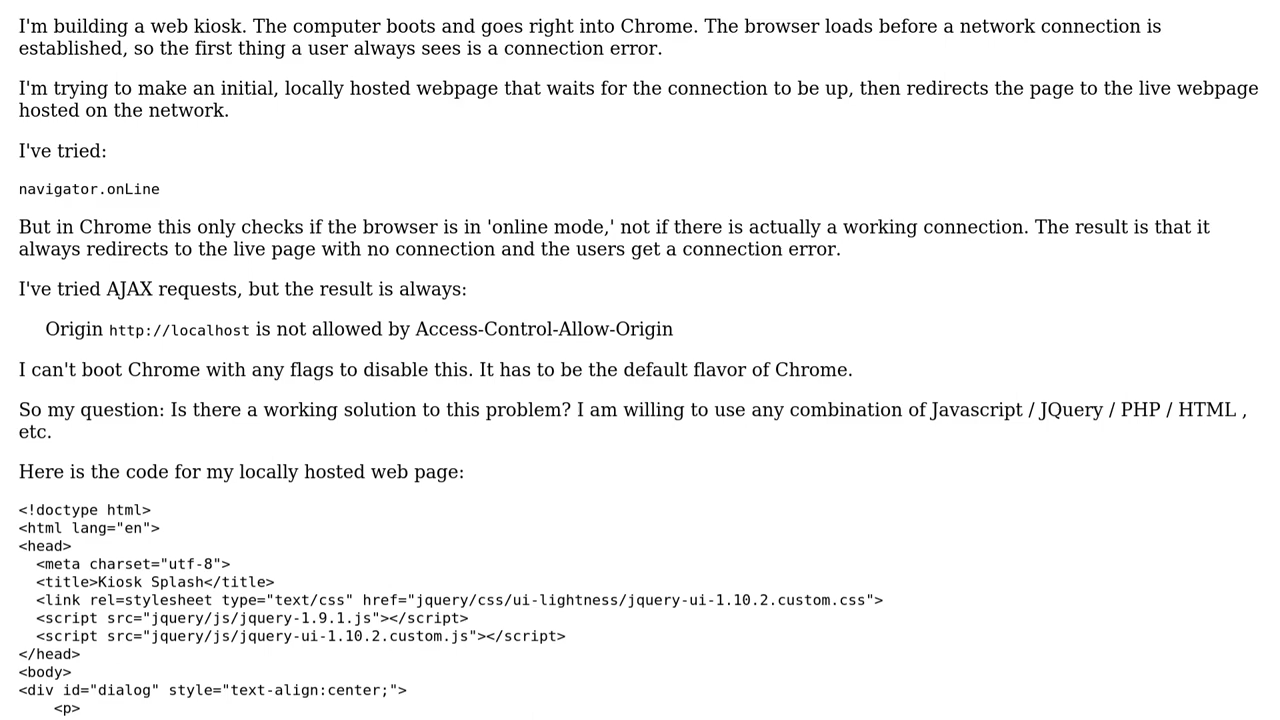 I'm building a web kiosk. The computer boots and goes right into Chrome. The browser loads before a network connection is
established, so the first thing a user always sees is a connection error.
I'm trying to make an initial, locally hosted webpage that waits for the connection to be up, then redirects the page to the live webpage
hosted on the network.
I've tried:
navigator.onLine
But in Chrome this only checks if the browser is in 'online mode,' not if there is actually a working connection. The result is that it
always redirects to the live page with no connection and the users get a connection error.
I've tried AJAX requests, but the result is always:
Origin http://localhost is not allowed by Access-Control-Allow-Origin
I can't boot Chrome with any flags to disable this. It has to be the default flavor of Chrome.
So my question: Is there a working solution to this problem? I am willing to use any combination of Javascript / JQuery / PHP / HTML ,
etc.
Here is the code for my locally hosted web page:
<!doctype html>
<html lang="en">
<head>
  <meta charset="utf-8">
  <title>Kiosk Splash</title>
  <link rel=stylesheet type="text/css" href="jquery/css/ui-lightness/jquery-ui-1.10.2.custom.css">
  <script src="jquery/js/jquery-1.9.1.js"></script>
  <script src="jquery/js/jquery-ui-1.10.2.custom.js"></script>
</head>
<body>
<div id="dialog" style="text-align:center;">
    <p>